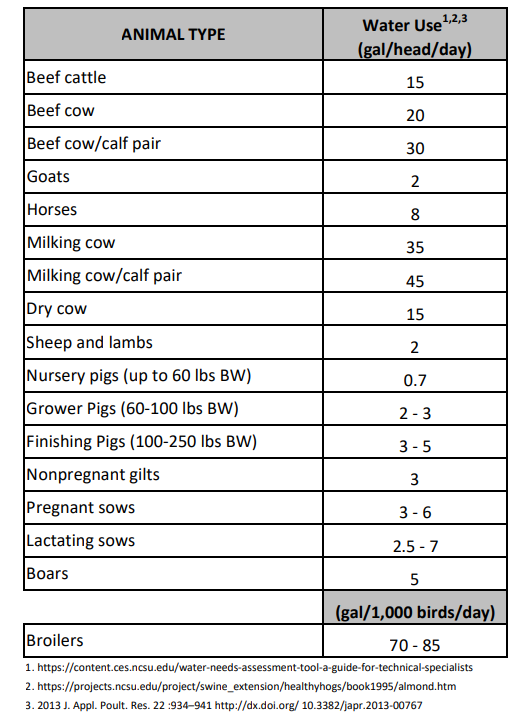 ANIMAL TYPE Water Use1,2,3
(gal/head/day)
Beef cattle 15
Beef cow 20
Beef cow/calf pair 30
Goats 2
Horses 8
Milking cow 35
Milking cow/calf pair 45
Dry cow 15
Sheep and lambs 2
Nursery pigs (up to 60 lbs BW) 0.7
Grower Pigs (60-100 lbs BW) 2 - 3
Finishing Pigs (100-250 lbs BW) 3 - 5
Nonpregnant gilts 3
Pregnant sows 3 - 6
Lactating sows 2.5 - 7
Boars 5
(gal/1,000 birds/day)
Broilers 70 - 85
1. https://content.ces.ncsu.edu/water-needs-assessment-tool-a-guide-for-technical-specialists
2. https://projects.ncsu.edu/project/swine_extension/healthyhogs/book1995/almond.htm
3. 2013 J. Appl. Poult. Res. 22 :934–941 http://dx.doi.org/ 10.3382/japr.2013-00767